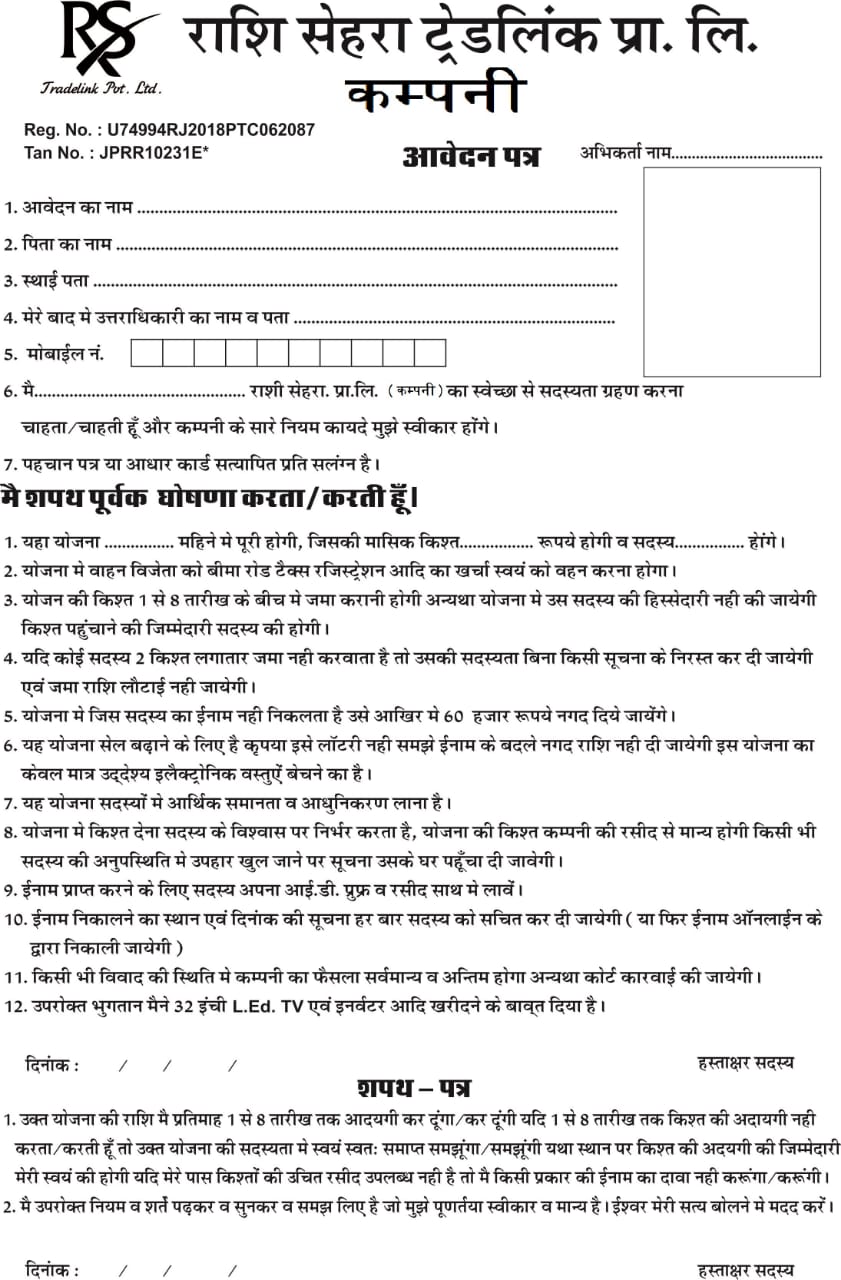 RS राशि सेहरा ट्रेडलिंक प्रा. लि.
Tradelink Pvt. Ltd.
कम्पनी
Reg. No. : U74994RJ2018PTC062087
Tan No. : JPRR10231E*
आवेदन पत्र
अभिकर्ता नाम.....................................
1. आवेदन का नाम ............................................................................................................
2. पिता का नाम .................................................................................................................
3. स्थाई पता ......................................................................................................................
4. मेरे बाद मे उत्तराधिकारी का नाम व पता ........................................................................
5. मोबाईल नं.
6. मै................................................ राशी सेहरा. प्रा.लि. ( कम्पनी ) का स्वेच्छा से सदस्यता ग्रहण करना
चाहता/चाहती हूँ और कम्पनी के सारे नियम कायदे मुझे स्वीकार होंगे।
7. पहचान पत्र या आधार कार्ड सत्यापित प्रति सलंग्न है।
मै शपथ पूर्वक घोषणा करता/करती हूँ।
1. यहा योजना ................. महिने मे पूरी होगी, जिसकी मासिक किश्त.................. रूपये होगी व सदस्य................. होंगे।
2. योजना मे वाहन विजेता को बीमा रोड टैक्स रजिस्ट्रेशन आदि का खर्चा स्वयं को वहन करना होगा।
3. योजन की किश्त 1 से 8 तारीख के बीच मे जमा करानी होगी अन्यथा योजना मे उस सदस्य की हिस्सेदारी नही की जायेगी
किश्त पहुंचाने की जिम्मेदारी सदस्य की होगी।
4. यदि कोई सदस्य 2 किश्त लगातार जमा नही करवाता है तो उसकी सदस्यता बिना किसी सूचना के निरस्त कर दी जायेगी
एवं जमा राशि लौटाई नही जायेगी।
5. योजना मे जिस सदस्य का ईनाम नही निकलता है उसे आखिर मे 60 हजार रूपये नगद दिये जायेंगे।
6. यह योजना सेल बढ़ाने के लिए है कृपया इसे लॉटरी नही समझे ईनाम के बदले नगद राशि नही दी जायेगी इस योजना का
केवल मात्र उद्देश्य इलैक्ट्रोनिक वस्तुऐं बेचने का है।
7. यह योजना सदस्यों मे आर्थिक समानता व आधुनिकरण लाना है।
8. योजना मे किश्त देना सदस्य के विश्वास पर निर्भर करता है, योजना की किश्त कम्पनी की रसीद से मान्य होगी किसी भी
सदस्य की अनुपस्थिति मे उपहार खुल जाने पर सूचना उसके घर पहूँचा दी जावेगी।
9. ईनाम प्राप्त करने के लिए सदस्य अपना आई.डी. प्रुफ्र व रसीद साथ मे लावें।
10. ईनाम निकालने का स्थान एवं दिनांक की सूचना हर बार सदस्य को सचित कर दी जायेगी ( या फिर ईनाम ऑनलाईन के
द्वारा निकाली जायेगी )
11. किसी भी विवाद की स्थिति मे कम्पनी का फैसला सर्वमान्य व अन्तिम होगा अन्यथा कोर्ट कारवाई की जायेगी।
12. उपरोक्त भुगतान मैने 32 इंची L.Ed. TV एवं इनर्वटर आदि खरीदने के बाव्त दिया है।
दिनांक : / / /
हस्ताक्षर सदस्य
शपथ – पत्र
1. उक्त योजना की राशि मै प्रतिमाह 1 से 8 तारीख तक आदयगी कर दूंगा/कर दूंगी यदि 1 से 8 तारीख तक किश्त की अदायगी नही
करता/करती हूँ तो उक्त योजना की सदस्यता मे स्वयं स्वतः समाप्त समझूंगा/समझूंगी यथा स्थान पर किश्त की अदयगी की जिम्मेदारी
मेरी स्वयं की होगी यदि मेरे पास किश्तों की उचित रसीद उपलब्ध नही है तो मै किसी प्रकार की ईनाम का दावा नही करूंगा/करूंगी।
2. मै उपरोक्त नियम व शर्तें पढ़कर व सुनकर व समझ लिए है जो मुझे पूणर्तया स्वीकार व मान्य है। ईश्वर मेरी सत्य बोलने मे मदद करें।
दिनांक : / / /
हस्ताक्षर सदस्य